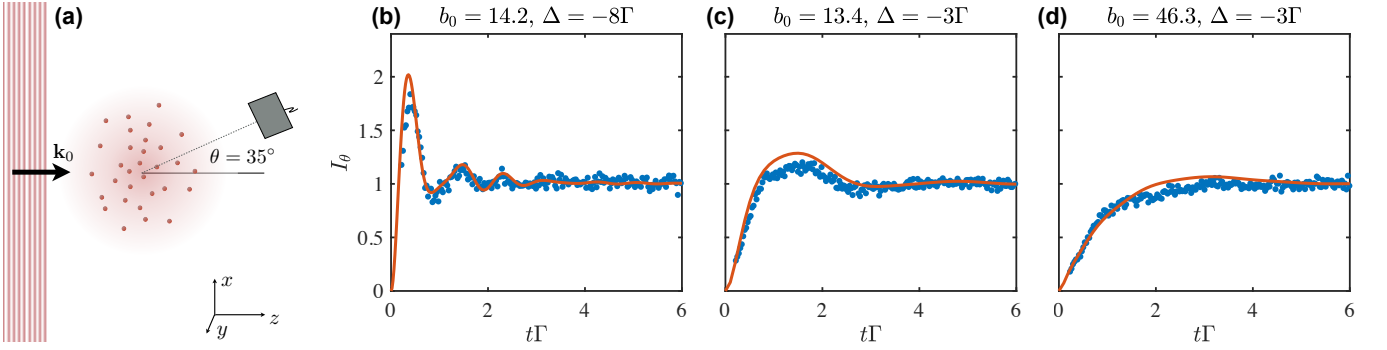 (a)
k₀
θ = 35°
x
y
z
(b)
b₀ = 14.2, Δ = −8Γ
I_θ
2
1.5
1
0.5
0
0 2 4 6
tΓ
(c)
b₀ = 13.4, Δ = −3Γ
0 2 4 6
tΓ
(d)
b₀ = 46.3, Δ = −3Γ
0 2 4 6
tΓ